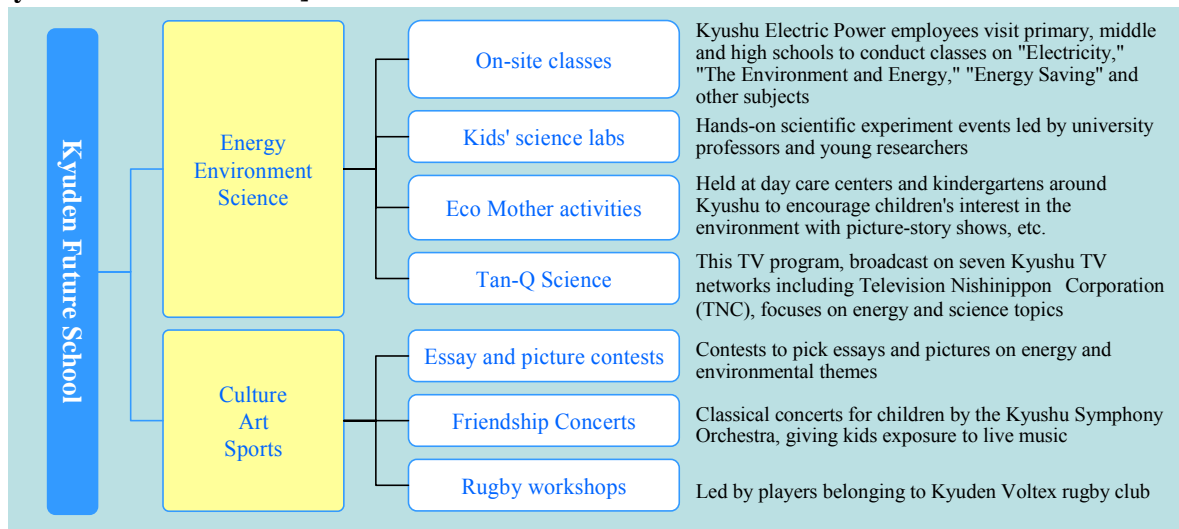 Kyuden Future School
Energy
Environment
Science
On-site classes
Kyushu Electric Power employees visit primary, middle
and high schools to conduct classes on "Electricity,"
"The Environment and Energy," "Energy Saving" and
other subjects
Kids' science labs
Hands-on scientific experiment events led by university
professors and young researchers
Eco Mother activities
Held at day care centers and kindergartens around
Kyushu to encourage children's interest in the
environment with picture-story shows, etc.
Tan-Q Science
This TV program, broadcast on seven Kyushu TV
networks including Television Nishinippon Corporation
(TNC), focuses on energy and science topics
Culture
Art
Sports
Essay and picture contests
Contests to pick essays and pictures on energy and
environmental themes
Friendship Concerts
Classical concerts for children by the Kyushu Symphony
Orchestra, giving kids exposure to live music
Rugby workshops
Led by players belonging to Kyuden Voltex rugby club